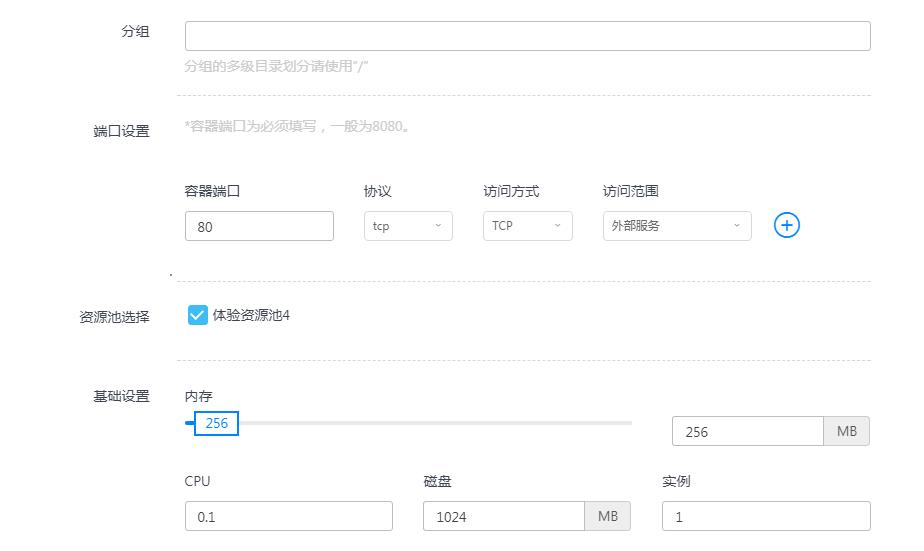 分组
分组的多级目录划分请使用“/”
端口设置 *容器端口为必须填写，一般为8080。
容器端口 协议 访问方式 访问范围
80 tcp TCP 外部服务
资源池选择 体验资源池4
基础设置 内存
256 256 MB
CPU 磁盘 实例
0.1 1024 MB 1